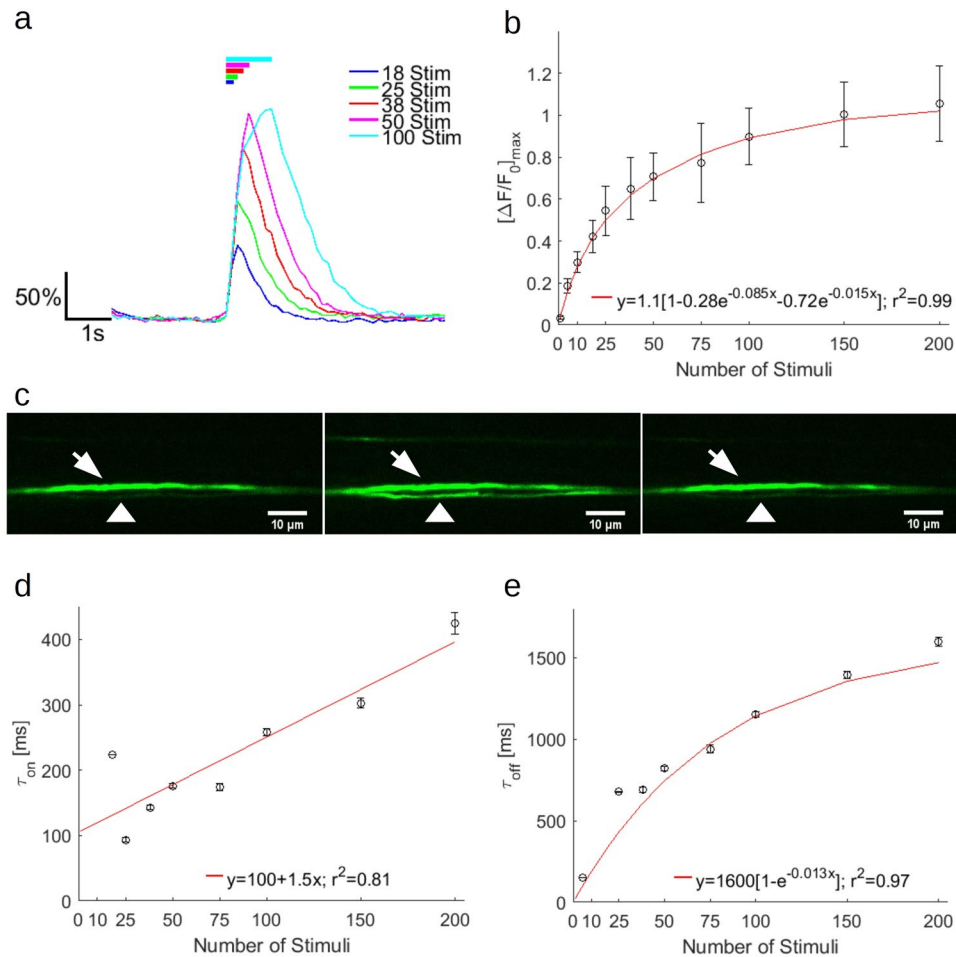 a
18 Stim
25 Stim
38 Stim
50 Stim
100 Stim
50%
1s
b
[ΔF/F₀]max
1.2
1
0.8
0.6
0.4
0.2
0
0 10 25 50 75 100 150 200
Number of Stimuli
y=1.1[1-0.28e^-0.085x-0.72e^-0.015x]; r²=0.99
c
10 μm
10 μm
10 μm
d
τon [ms]
400
300
200
100
0
0 10 25 50 75 100 150 200
Number of Stimuli
y=100+1.5x; r²=0.81
e
τoff [ms]
1500
1000
500
0
0 10 25 50 75 100 150 200
Number of Stimuli
y=1600[1-e^-0.013x]; r²=0.97